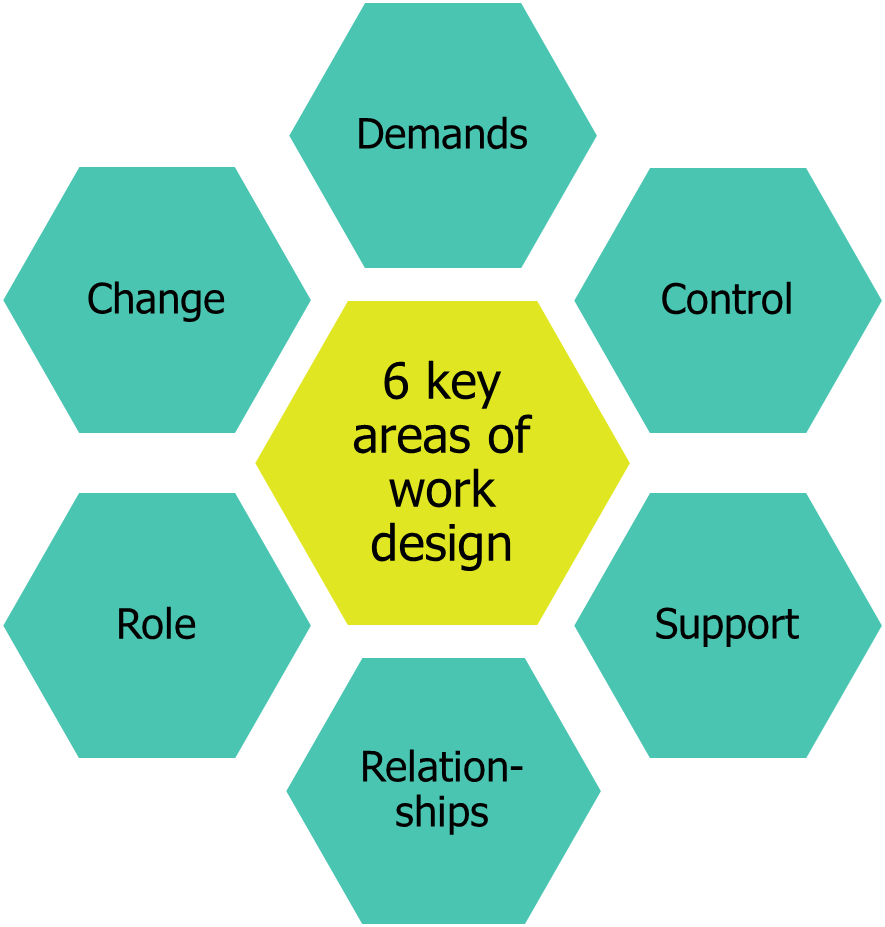 Demands
Change
Control
6 key
areas of
work
design
Role
Support
Relation-
ships